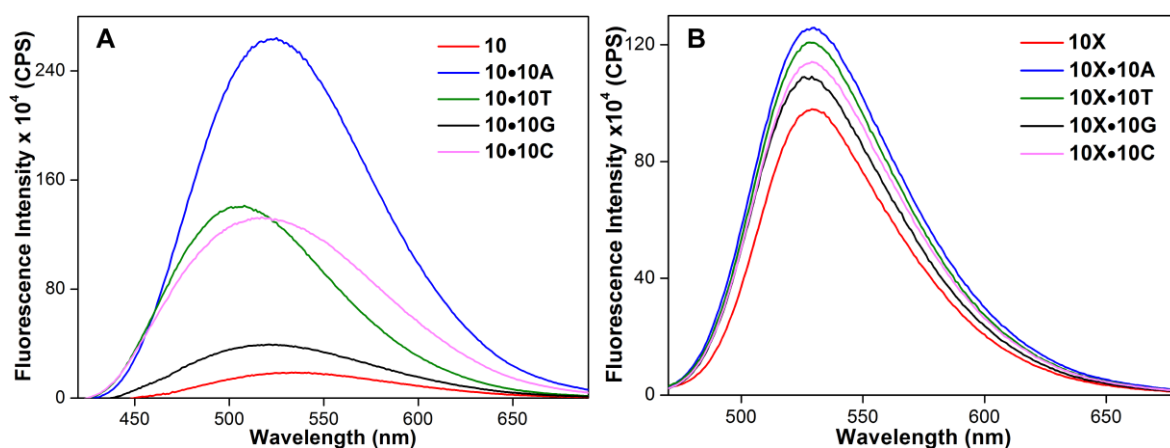 A
10
10•10A
10•10T
10•10G
10•10C
Fluorescence Intensity x 10⁴ (CPS)
240
160
80
0
450 500 550 600 650
Wavelength (nm)
B
10X
10X•10A
10X•10T
10X•10G
10X•10C
Fluorescence Intensity x10⁴ (CPS)
120
80
40
0
500 550 600 650
Wavelength (nm)